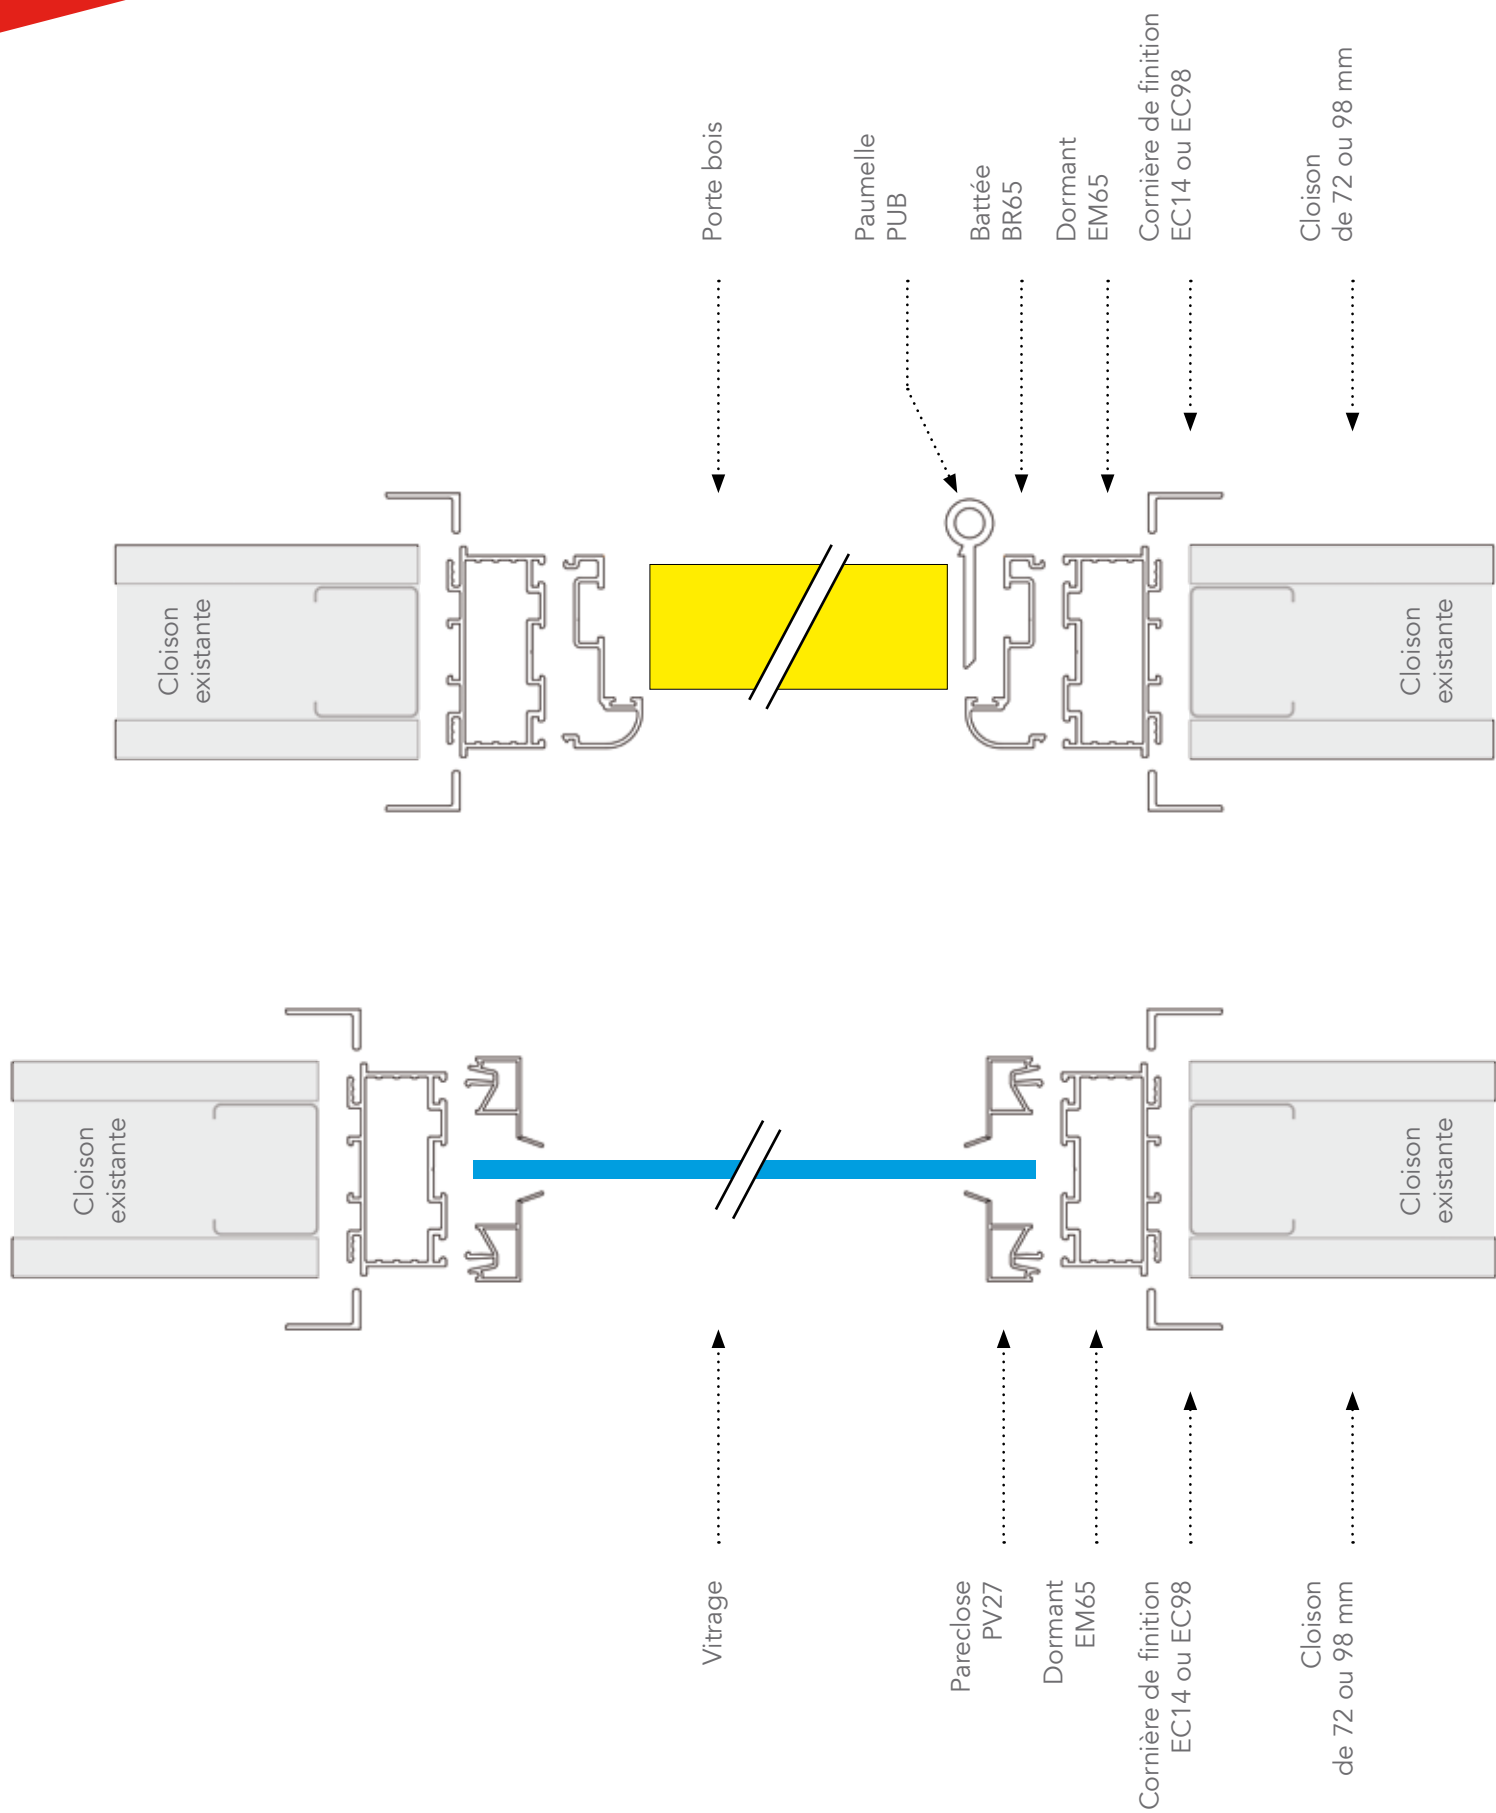 Porte bois
Paumelle
PUB
Battée
BR65
Dormant
EM65
Cornière de finition
EC14 ou EC98
Cloison
de 72 ou 98 mm
Cloison
existante
Cloison
existante
Cloison
existante
Cloison
existante
Vitrage
Pareclose
PV27
Dormant
EM65
Cornière de finition
EC14 ou EC98
Cloison
de 72 ou 98 mm